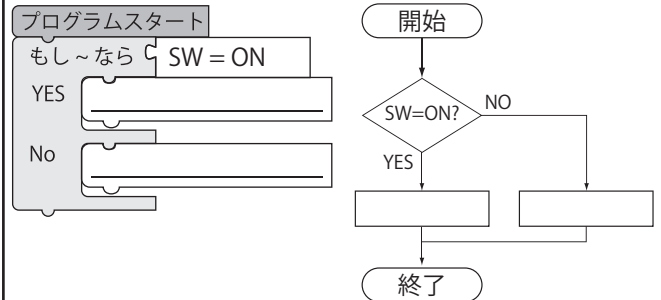 プログラムスタート
もし~なら SW = ON
YES
No
開始
SW=ON?
NO
YES
終了